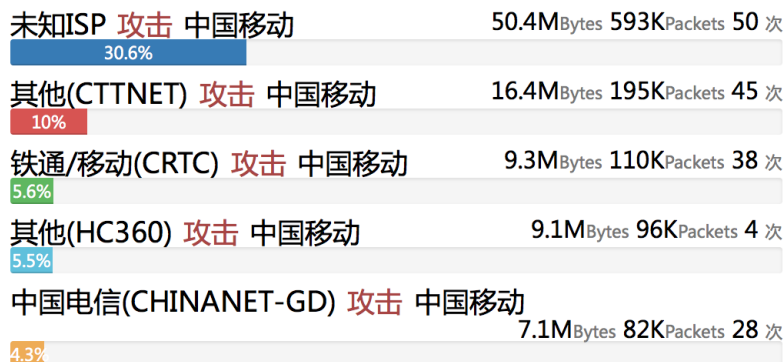 未知ISP 攻击 中国移动 50.4MBytes 593KPackets 50 次
30.6%
其他(CTTNET) 攻击 中国移动 16.4MBytes 195KPackets 45 次
10%
铁通/移动(CRTC) 攻击 中国移动 9.3MBytes 110KPackets 38 次
5.6%
其他(HC360) 攻击 中国移动 9.1MBytes 96KPackets 4 次
5.5%
中国电信(CHINANET-GD) 攻击 中国移动
7.1MBytes 82KPackets 28 次
4.3%